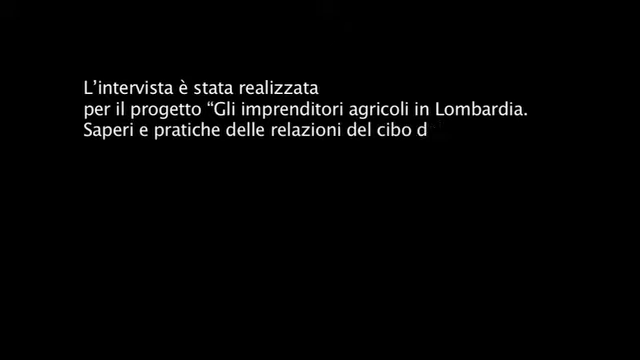 L’intervista è stata realizzata
per il progetto “Gli imprenditori agricoli in Lombardia.
Saperi e pratiche delle relazioni del cibo d